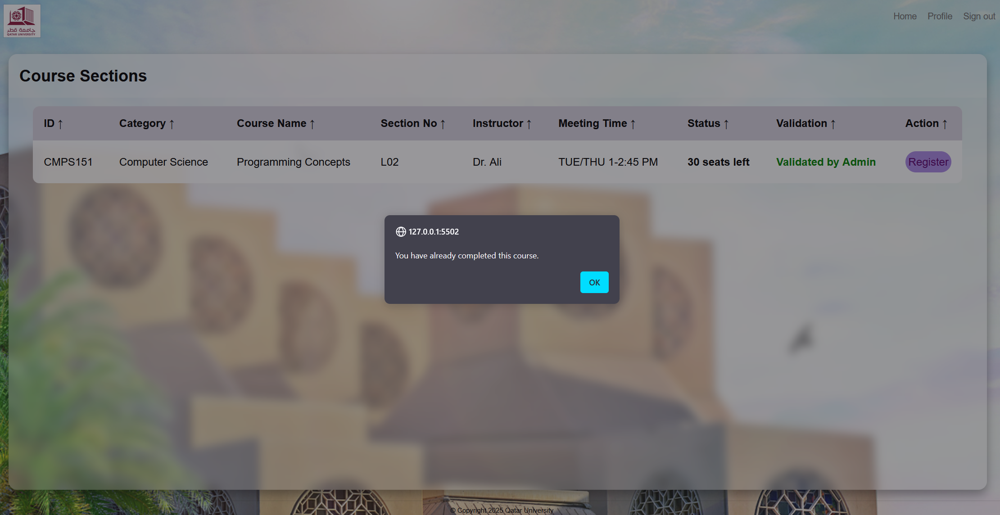 جامعة قطر
QATAR UNIVERSITY
Home Profile Sign out
Course Sections
ID ↑ Category ↑ Course Name ↑ Section No ↑ Instructor ↑ Meeting Time ↑ Status ↑ Validation ↑ Action ↑
CMPS151 Computer Science Programming Concepts L02 Dr. Ali TUE/THU 1-2:45 PM 30 seats left Validated by Admin Register
127.0.0.1:5502
You have already completed this course.
OK
© Copyright 2025 Qatar University